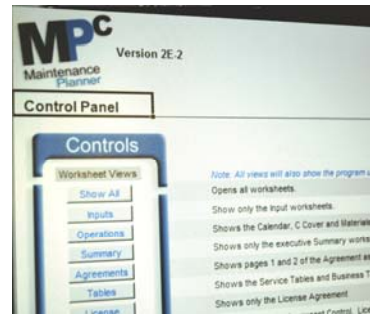 MPC
Version 2E-2
Maintenance
Planner
Control Panel
Controls
Worksheet Views
Note: All views will also show the program
Show All Opens all worksheets.
Inputs Show only the Input worksheets.
Operations Shows the Calendar, C Cover and Materials
Summary Shows only the executive Summary works
Agreements Shows pages 1 and 2 of the Agreement
Tables Shows the Service Tables and Business T
License Shows only the License Agreement
Control,